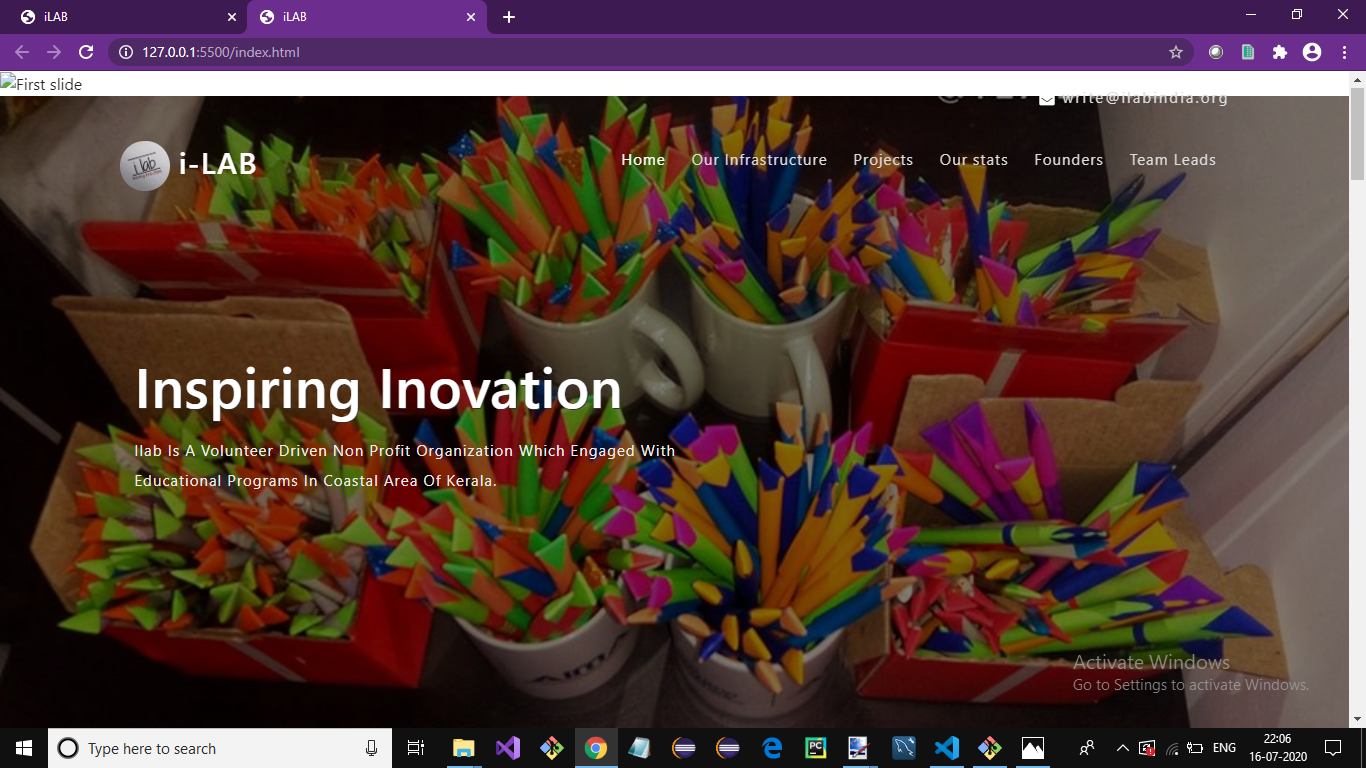 iLAB
iLAB
127.0.0.1:5500/index.html
First slide
write@ilabindia.org
i lab
i-LAB
Home Our Infrastructure Projects Our stats Founders Team Leads
Inspiring Inovation
Ilab Is A Volunteer Driven Non Profit Organization Which Engaged With
Educational Programs In Coastal Area Of Kerala.
Activate Windows
Go to Settings to activate Windows.
Type here to search
PC
ENG
22:06
16-07-2020